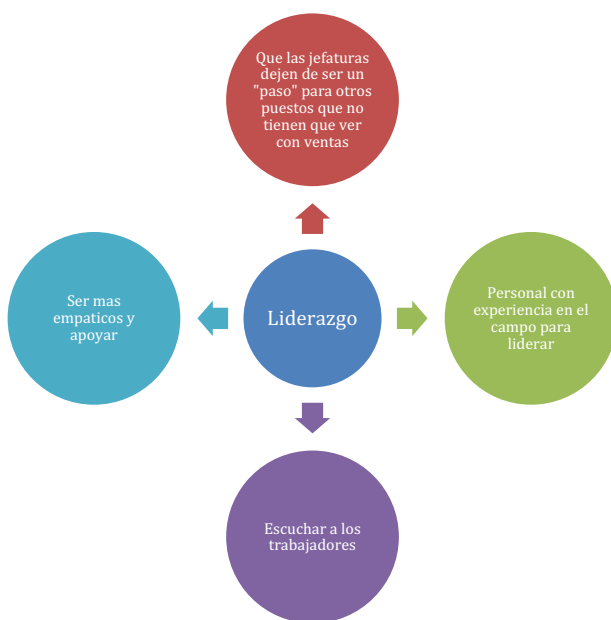 Que las jefaturas
dejen de ser un
"paso" para otros
puestos que no
tienen que ver
con ventas
Ser mas
empaticos y
apoyar
Liderazgo
Personal con
experiencia en el
campo para
liderar
Escuchar a los
trabajadores